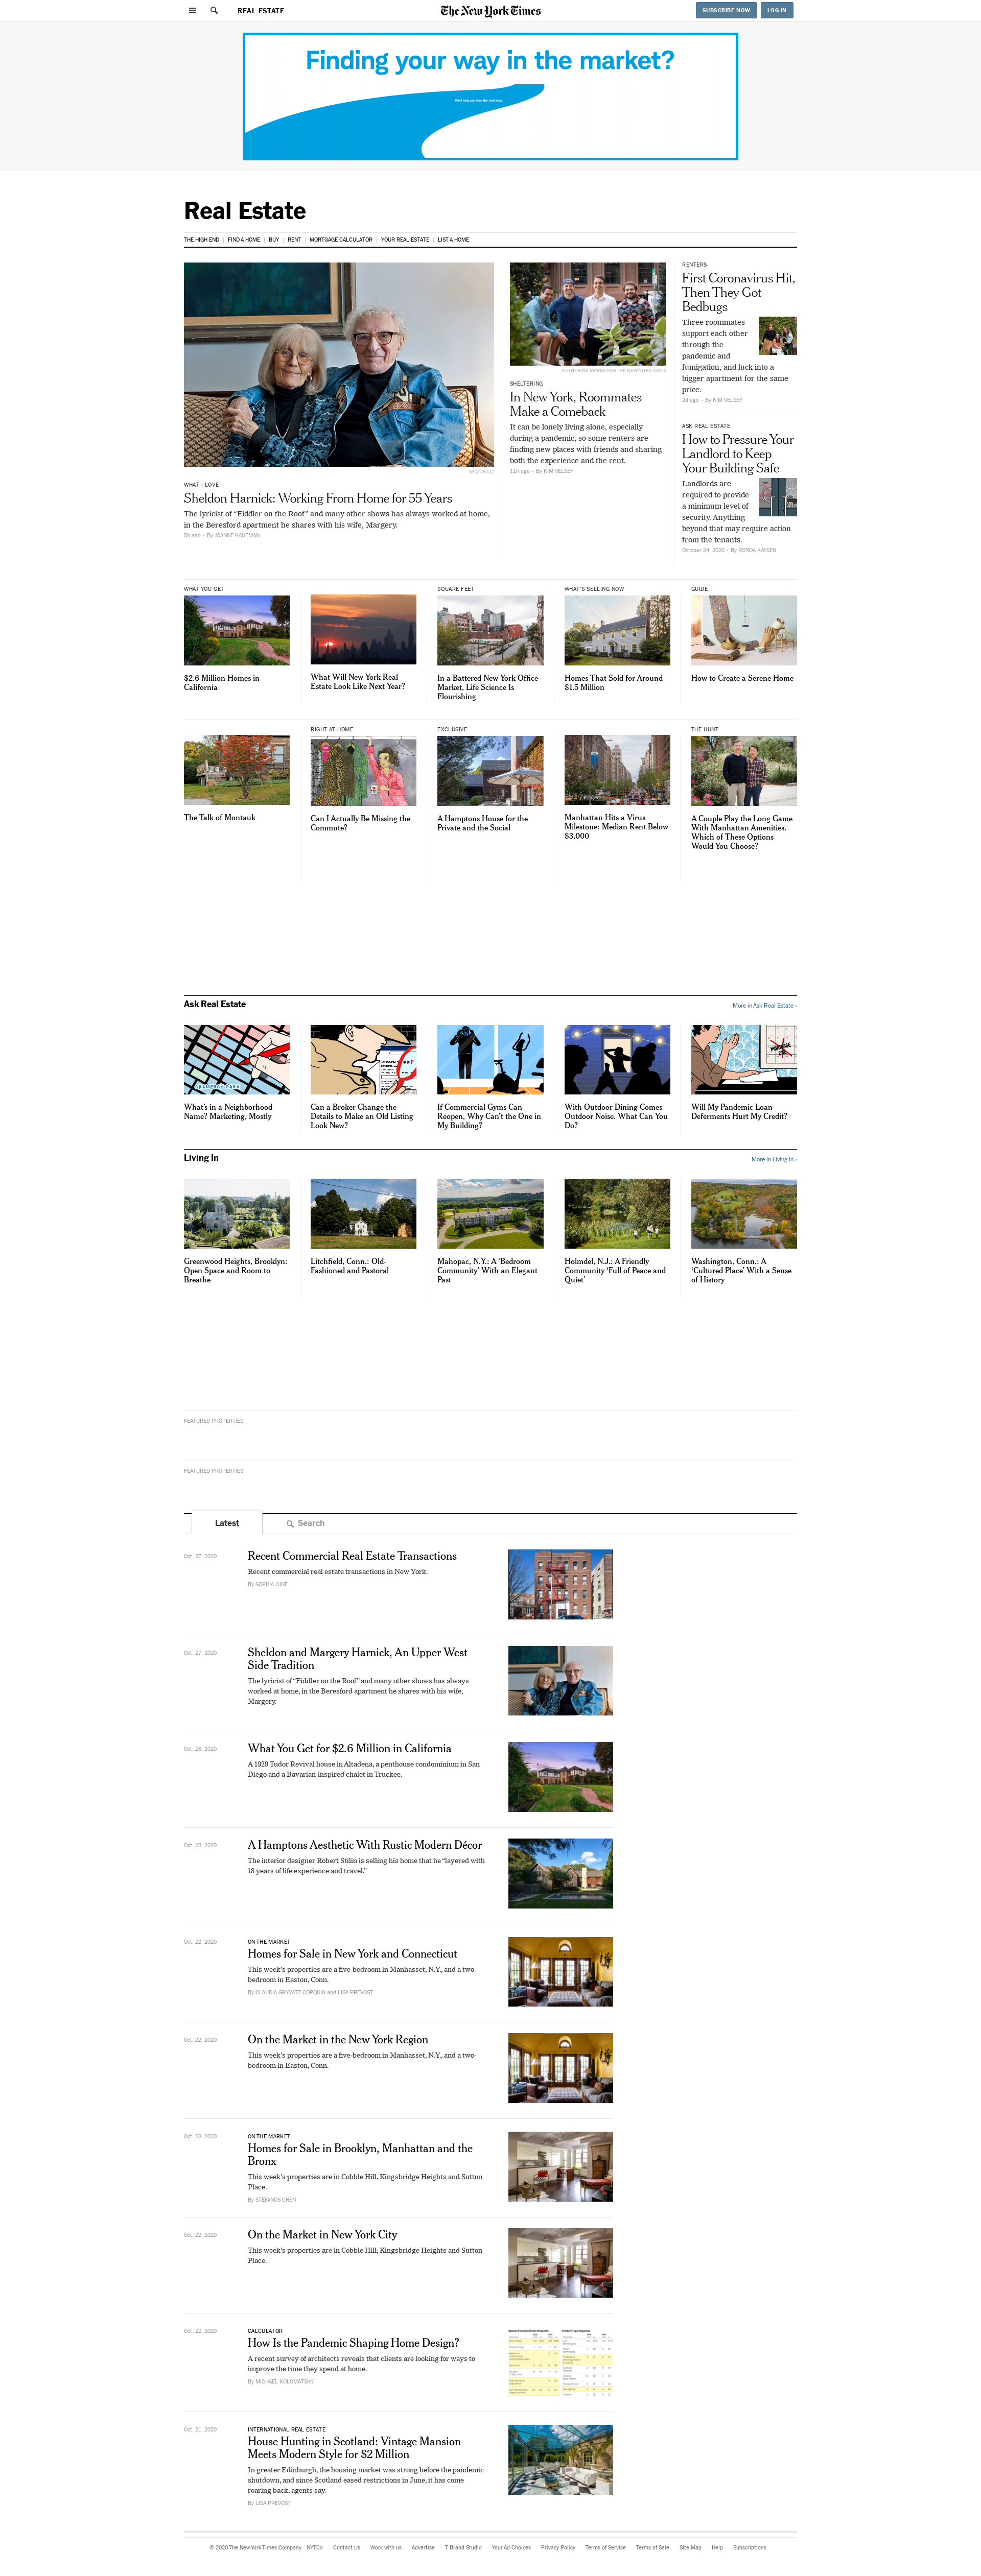 REAL ESTATE
The New York Times
SUBSCRIBE NOW
LOG IN
Finding your way in the market?
We'll help you take the next step.
Real Estate
THE HIGH END | FIND A HOME | BUY | RENT | MORTGAGE CALCULATOR | YOUR REAL ESTATE | LIST A HOME
WHAT I LOVE
Sheldon Harnick: Working From Home for 55 Years
The lyricist of “Fiddler on the Roof” and many other shows has always worked at home,
in the Beresford apartment he shares with his wife, Margery.
5h ago · By JOANNE KAUFMAN
KATHERINE MARKS FOR THE NEW YORK TIMES
SHELTERING
In New York, Roommates
Make a Comeback
It can be lonely living alone, especially
during a pandemic, so some renters are
finding new places with friends and sharing
both the experience and the rent.
11h ago · By KIM VELSEY
RENTERS
First Coronavirus Hit,
Then They Got
Bedbugs
Three roommates
support each other
through the
pandemic and
fumigation, and luck into a
bigger apartment for the same
price.
2d ago · By KIM VELSEY
ASK REAL ESTATE
How to Pressure Your
Landlord to Keep
Your Building Safe
Landlords are
required to provide
a minimum level of
security. Anything
beyond that may require action
from the tenants.
October 24, 2020 · By RONDA KAYSEN
WHAT YOU GET
$2.6 Million Homes in
California
What Will New York Real
Estate Look Like Next Year?
SQUARE FEET
In a Battered New York Office
Market, Life Science Is
Flourishing
WHAT'S SELLING NOW
Homes That Sold for Around
$1.5 Million
GUIDE
How to Create a Serene Home
The Talk of Montauk
RIGHT AT HOME
Can I Actually Be Missing the
Commute?
EXCLUSIVE
A Hamptons House for the
Private and the Social
Manhattan Hits a Virus
Milestone: Median Rent Below
$3,000
THE HUNT
A Couple Play the Long Game
With Manhattan Amenities.
Which of These Options
Would You Choose?
Ask Real Estate
More in Ask Real Estate ›
What’s in a Neighborhood
Name? Marketing, Mostly
Can a Broker Change the
Details to Make an Old Listing
Look New?
If Commercial Gyms Can
Reopen, Why Can’t the One in
My Building?
With Outdoor Dining Comes
Outdoor Noise. What Can You
Do?
Will My Pandemic Loan
Deferments Hurt My Credit?
Living In
More in Living In ›
Greenwood Heights, Brooklyn:
Open Space and Room to
Breathe
Litchfield, Conn.: Old-
Fashioned and Pastoral
Mahopac, N.Y.: A ‘Bedroom
Community’ With an Elegant
Past
Holmdel, N.J.: A Friendly
Community ‘Full of Peace and
Quiet’
Washington, Conn.: A
‘Cultured Place’ With a Sense
of History
FEATURED PROPERTIES
FEATURED PROPERTIES
Latest
Search
Oct. 27, 2020
Recent Commercial Real Estate Transactions
Recent commercial real estate transactions in New York.
By SOPHIA JUNE
Oct. 27, 2020
Sheldon and Margery Harnick, An Upper West
Side Tradition
The lyricist of “Fiddler on the Roof” and many other shows has always
worked at home, in the Beresford apartment he shares with his wife,
Margery.
Oct. 26, 2020
What You Get for $2.6 Million in California
A 1929 Tudor Revival house in Altadena, a penthouse condominium in San
Diego and a Bavarian-inspired chalet in Truckee.
Oct. 23, 2020
A Hamptons Aesthetic With Rustic Modern Décor
The interior designer Robert Stilin is selling his home that he “layered with
18 years of life experience and travel.”
Oct. 22, 2020
ON THE MARKET
Homes for Sale in New York and Connecticut
This week’s properties are a five-bedroom in Manhasset, N.Y., and a two-
bedroom in Easton, Conn.
By CLAUDIA GRYVATZ COPQUIN and LISA PREVOST
Oct. 22, 2020
On the Market in the New York Region
This week’s properties are a five-bedroom in Manhasset, N.Y., and a two-
bedroom in Easton, Conn.
Oct. 22, 2020
ON THE MARKET
Homes for Sale in Brooklyn, Manhattan and the
Bronx
This week’s properties are in Cobble Hill, Kingsbridge Heights and Sutton
Place.
By STEFANOS CHEN
Oct. 22, 2020
On the Market in New York City
This week’s properties are in Cobble Hill, Kingsbridge Heights and Sutton
Place.
Oct. 22, 2020
CALCULATOR
How Is the Pandemic Shaping Home Design?
A recent survey of architects reveals that clients are looking for ways to
improve the time they spend at home.
By MICHAEL KOLOMATSKY
Oct. 21, 2020
INTERNATIONAL REAL ESTATE
House Hunting in Scotland: Vintage Mansion
Meets Modern Style for $2 Million
In greater Edinburgh, the housing market was strong before the pandemic
shutdown, and since Scotland eased restrictions in June, it has come
roaring back, agents say.
By LISA PREVOST
© 2020 The New York Times Company NYTCo Contact Us Work with us Advertise T Brand Studio Your Ad Choices Privacy Policy Terms of Service Terms of Sale Site Map Help Subscriptions